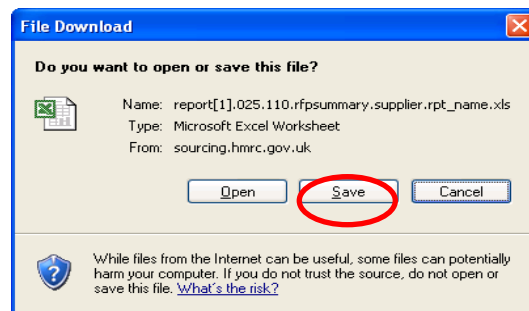 File Download
Do you want to open or save this file?
Name: report[1].025.110.rfpsummary.supplier.rpt_name.xls
Type: Microsoft Excel Worksheet
From: sourcing.hmrc.gov.uk
Open Save Cancel
While files from the Internet can be useful, some files can potentially
harm your computer. If you do not trust the source, do not open or
save this file. What's the risk?